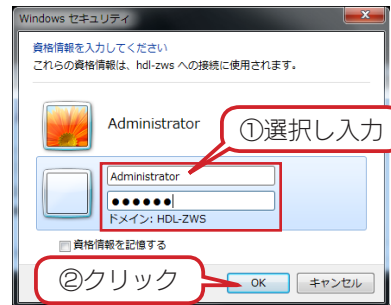 Windows セキュリティ
資格情報を入力してください
これらの資格情報は、hdl-zws への接続に使用されます。
Administrator
①選択し入力
Administrator
●●●●●●
ドメイン: HDL-ZWS
資格情報を記憶する
②クリック
OK
キャンセル